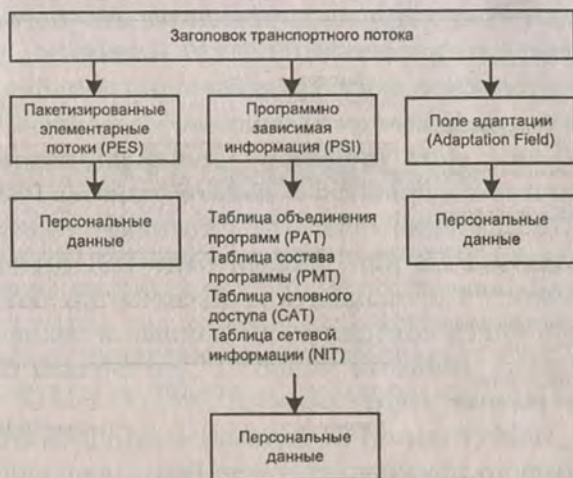 Заголовок транспортного потока
Пакетизированные
элементарные
потоки (PES)
Программно
зависимая
информация (PSI)
Поле адаптации
(Adaptation Field)
Персональные
данные
Таблица объединения
программ (PAT)
Таблица состава
программы (PMT)
Таблица условного
доступа (CAT)
Таблица сетевой
информации (NIT)
Персональные
данные
Персональные
данные